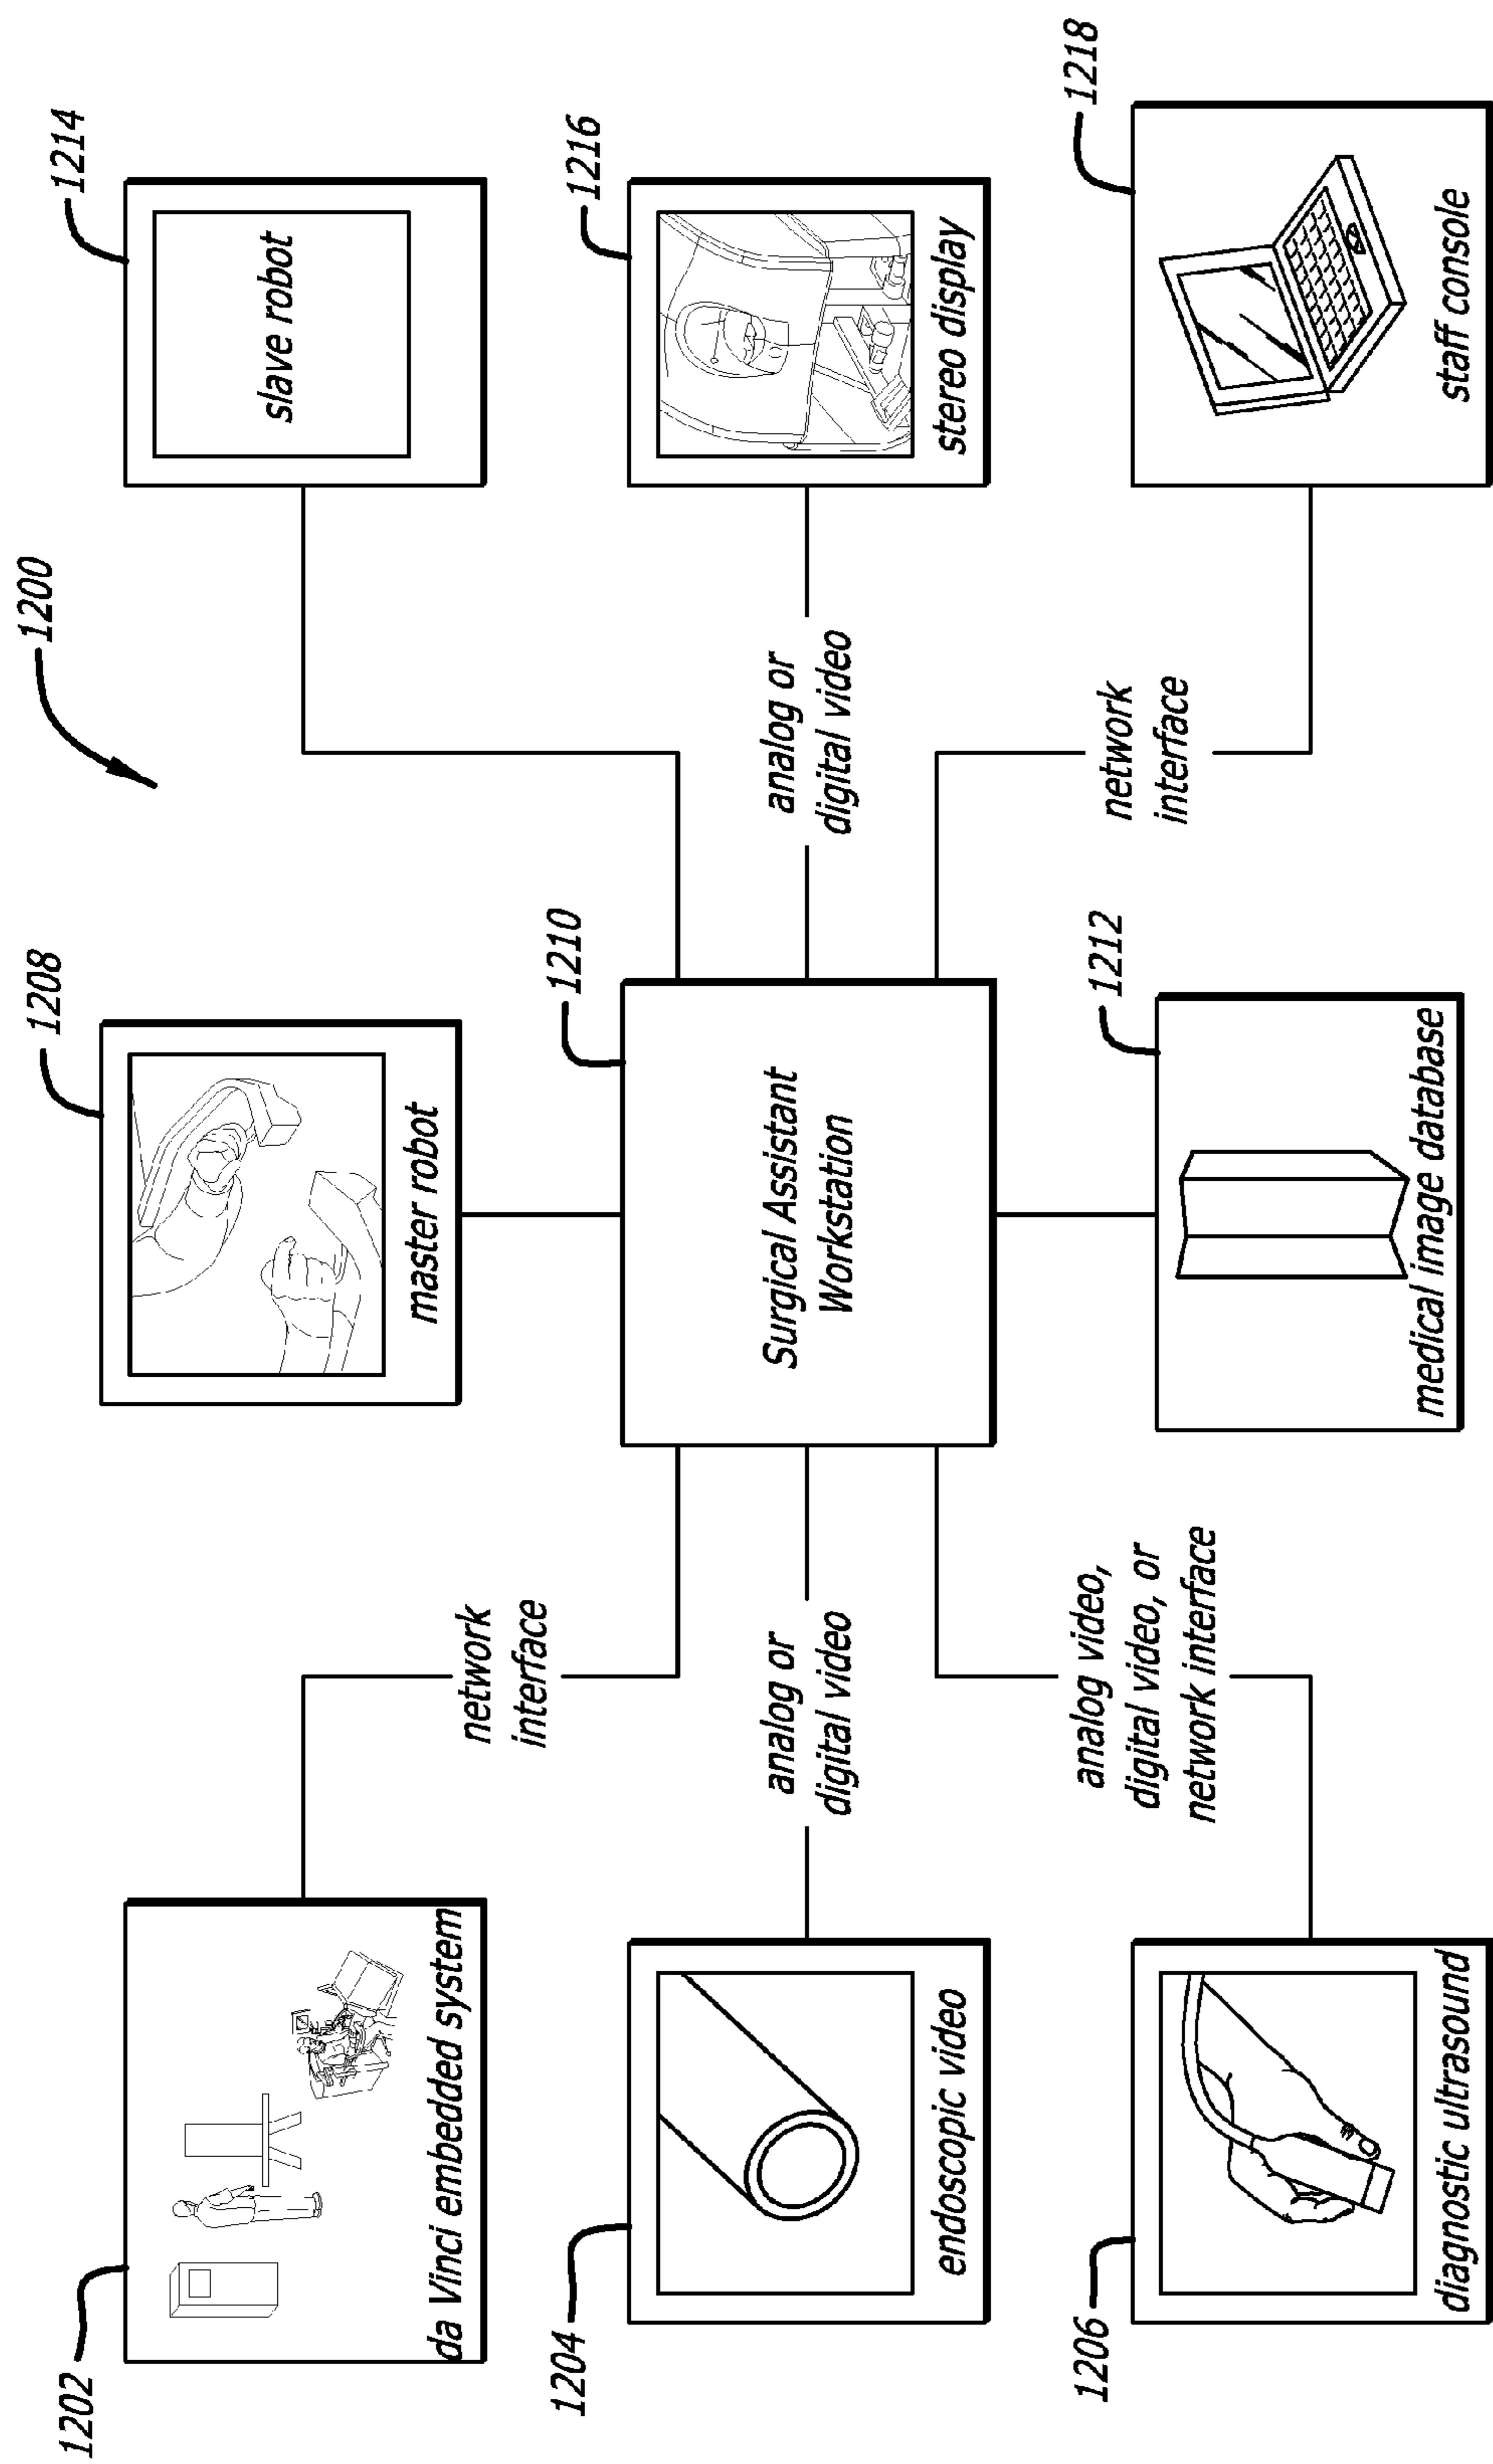 1200
1202
da Vinci embedded system
network
interface
1208
master robot
1214
slave robot
1204
endoscopic video
analog or
digital video
1210
Surgical Assistant
Workstation
analog or
digital video
1216
stereo display
1206
diagnostic ultrasound
analog video,
digital video, or
network interface
1212
medical image database
network
interface
1218
staff console